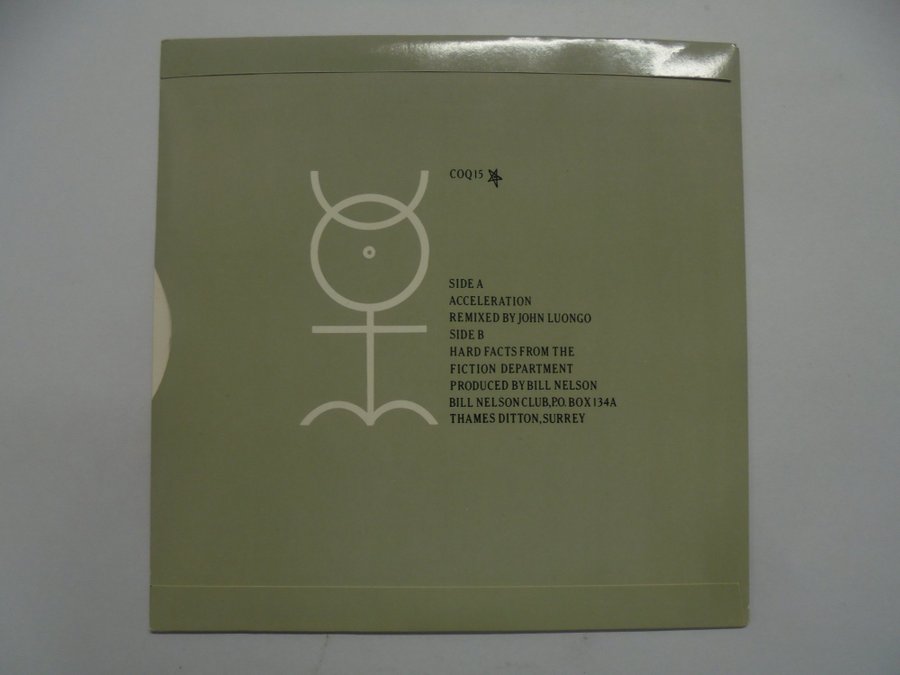 COQ15
SIDE A
ACCELERATION
REMIXED BY JOHN LUONGO
SIDE B
HARD FACTS FROM THE
FICTION DEPARTMENT
PRODUCED BY BILL NELSON
BILL NELSON CLUB, P.O. BOX 134A
THAMES DITTON, SURREY